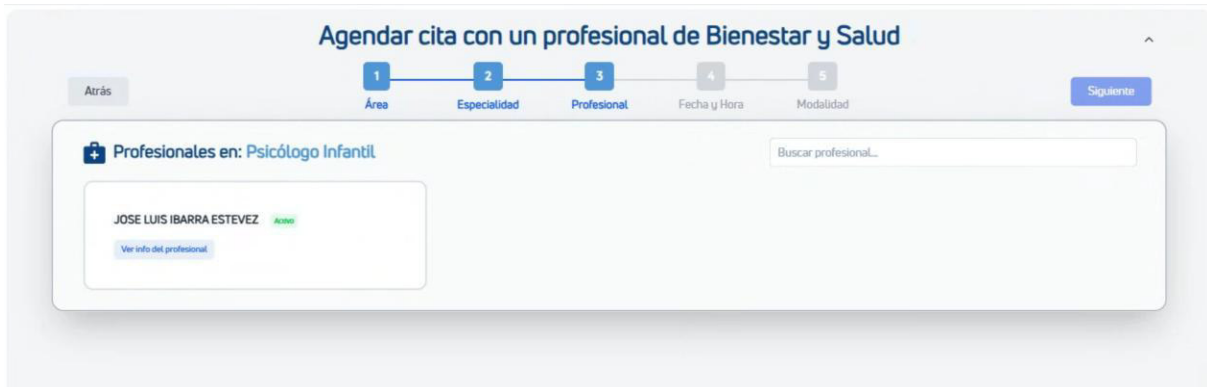 Agendar cita con un profesional de Bienestar y Salud
Atrás
1
2
3
4
5
Siguiente
Área
Especialidad
Profesional
Fecha y Hora
Modalidad
Profesionales en: Psicólogo Infantil
Buscar profesional...
JOSE LUIS IBARRA ESTEVEZ Activo
Ver info del profesional